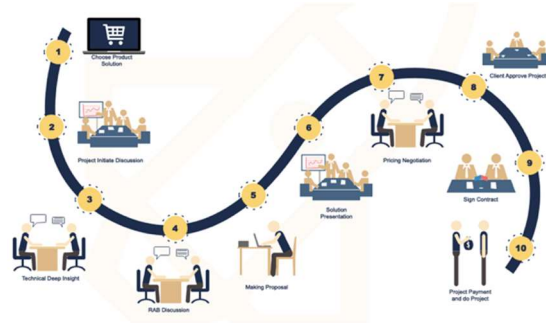 1
Choose Product
Solution
2
Project Initiate Discussion
3
Technical Deep Insight
4
RAB Discussion
5
Making Proposal
6
Solution
Presentation
7
Pricing Negotiation
8
Client Approve Project
9
Sign Contract
10
Project Payment
and do Project